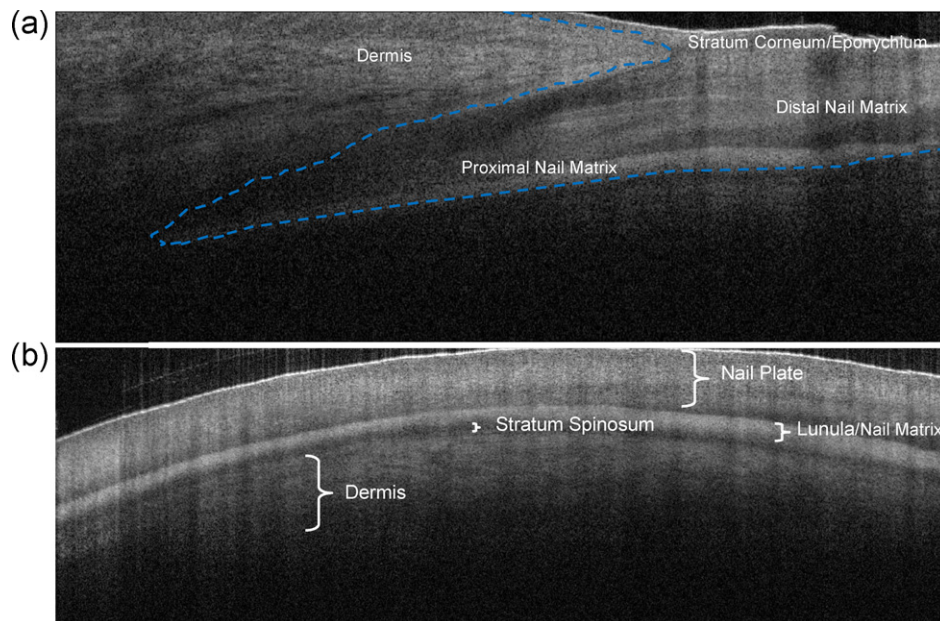 (a)
Dermis
Stratum Corneum/Eponychium
Distal Nail Matrix
Proximal Nail Matrix
(b)
Nail Plate
Stratum Spinosum
Lunula/Nail Matrix
Dermis